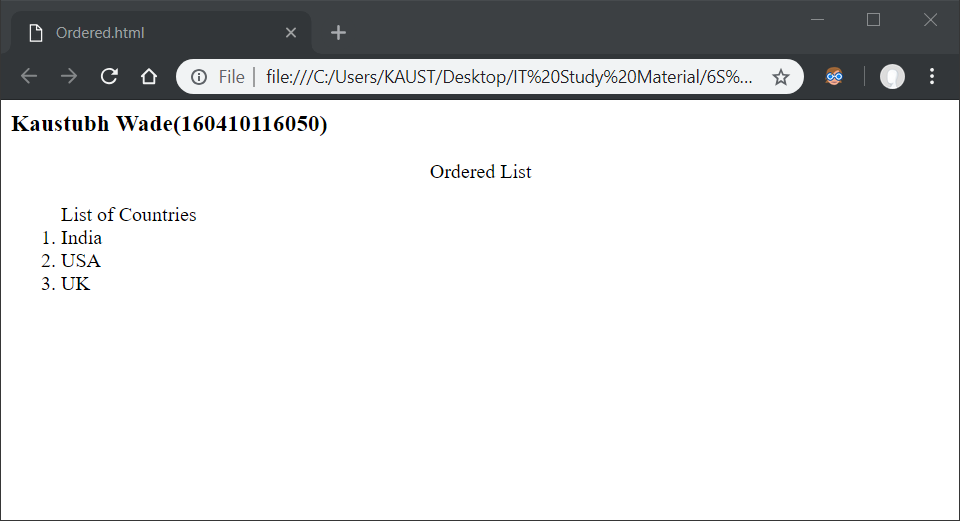 Ordered.html
File file:///C:/Users/KAUST/Desktop/IT%20Study%20Material/6S%...
Kaustubh Wade(160410116050)
Ordered List
List of Countries
1. India
2. USA
3. UK